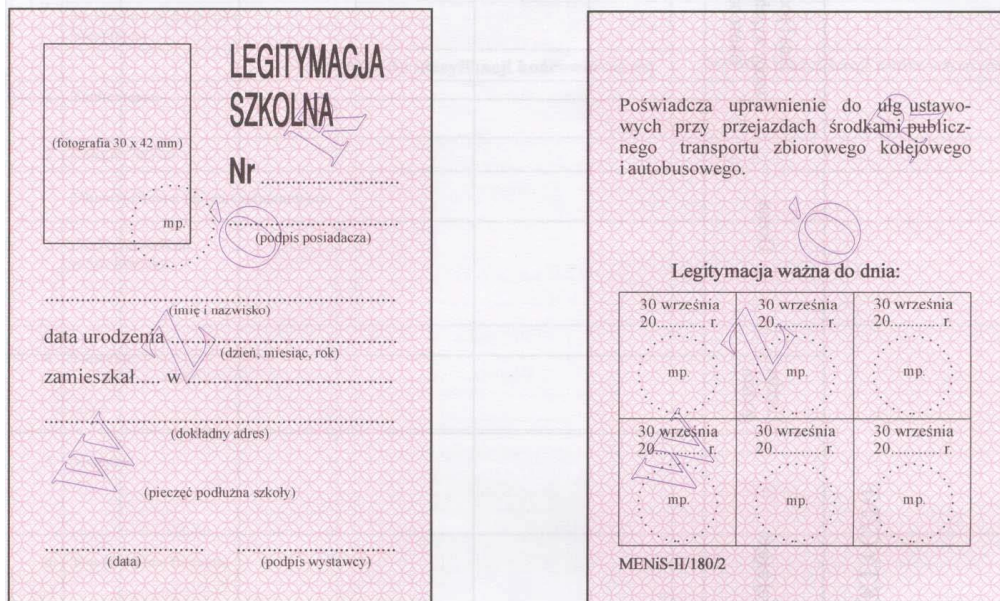 LEGITYMACJA
SZKOLNA
(fotografia 30 x 42 mm)
Nr ..............................
mp.
(podpis posiadacza)
(imię i nazwisko)
data urodzenia ..................................................
(dzień, miesiąc, rok)
zamieszkał..... w ..............................................
(dokładny adres)
(pieczęć podłużna szkoły)
(data)
(podpis wystawcy)
WZÓR
Poświadcza uprawnienie do ulg ustawo-
wych przy przejazdach środkami publicz-
nego transportu zbiorowego kolejowego
i autobusowego.
Legitymacja ważna do dnia:
30 września 30 września 30 września
20............ r. 20............ r. 20............ r.
mp. mp. mp.
30 września 30 września 30 września
20............ r. 20............ r. 20............ r.
mp. mp. mp.
MENiS-II/180/2
WZÓR